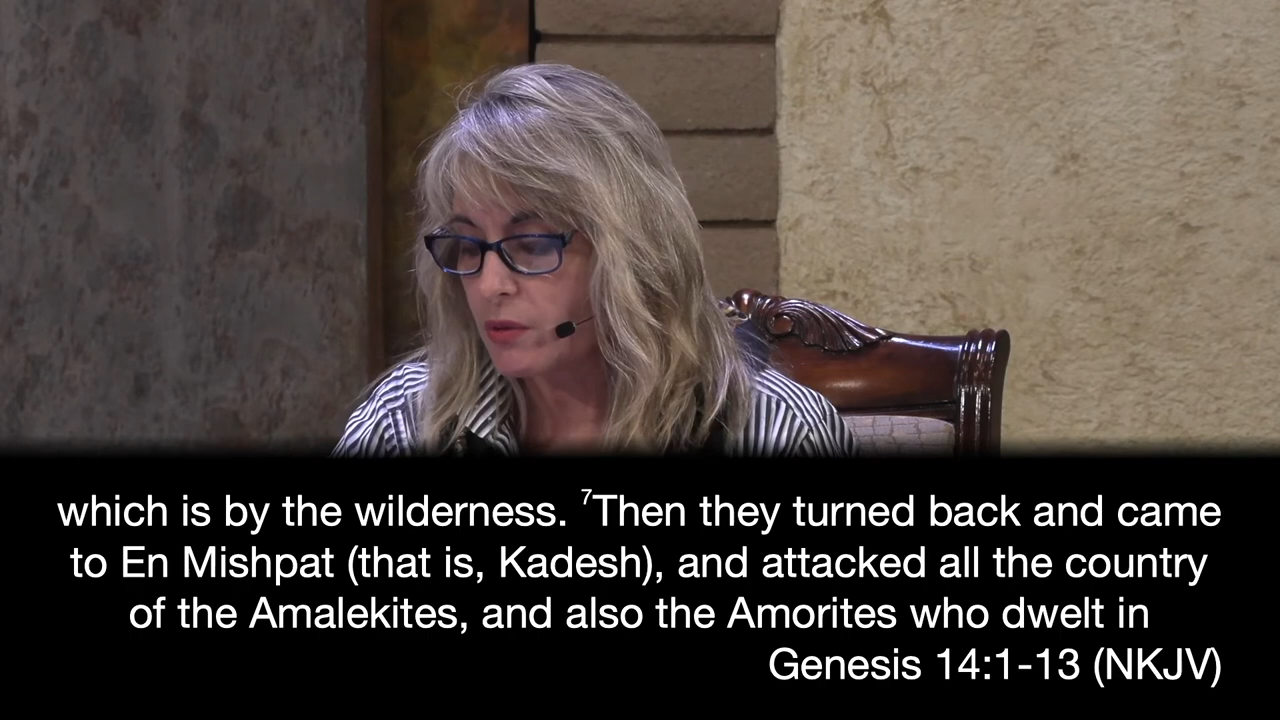 which is by the wilderness. ⁷Then they turned back and came
to En Mishpat (that is, Kadesh), and attacked all the country
of the Amalekites, and also the Amorites who dwelt in
Genesis 14:1-13 (NKJV)